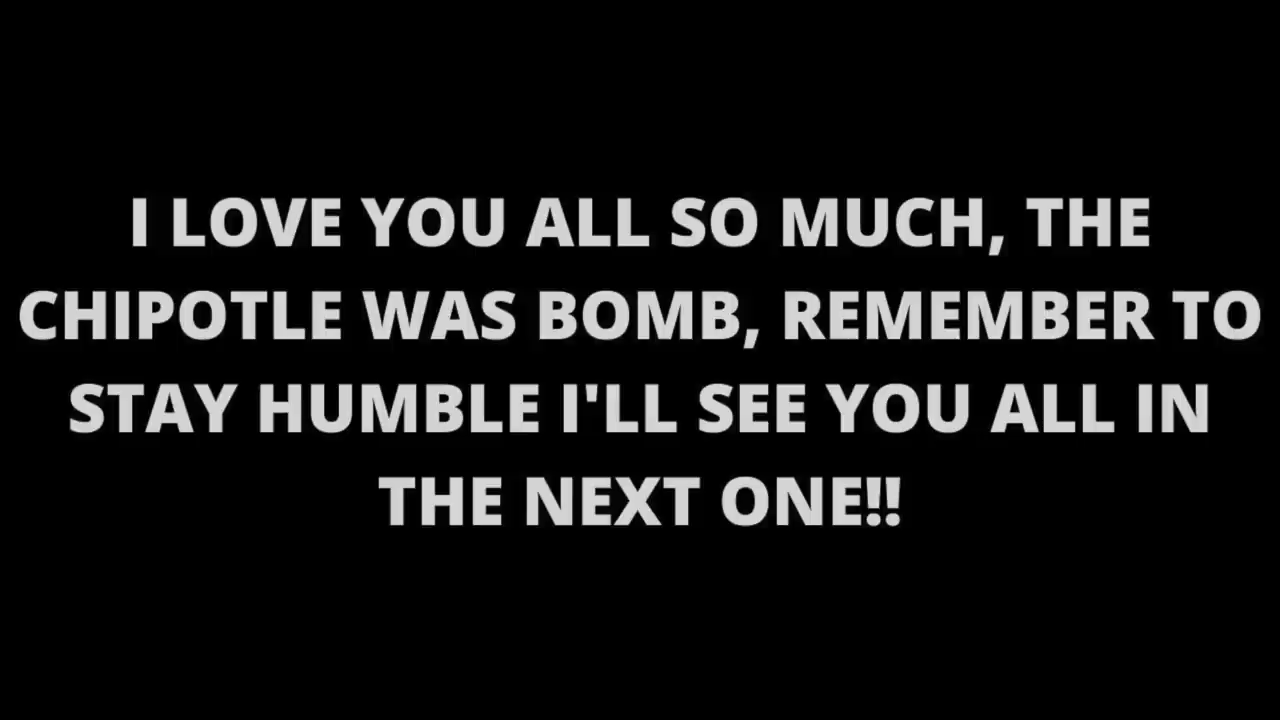 I LOVE YOU ALL SO MUCH, THE
CHIPOTLE WAS BOMB, REMEMBER TO
STAY HUMBLE I'LL SEE YOU ALL IN
THE NEXT ONE!!